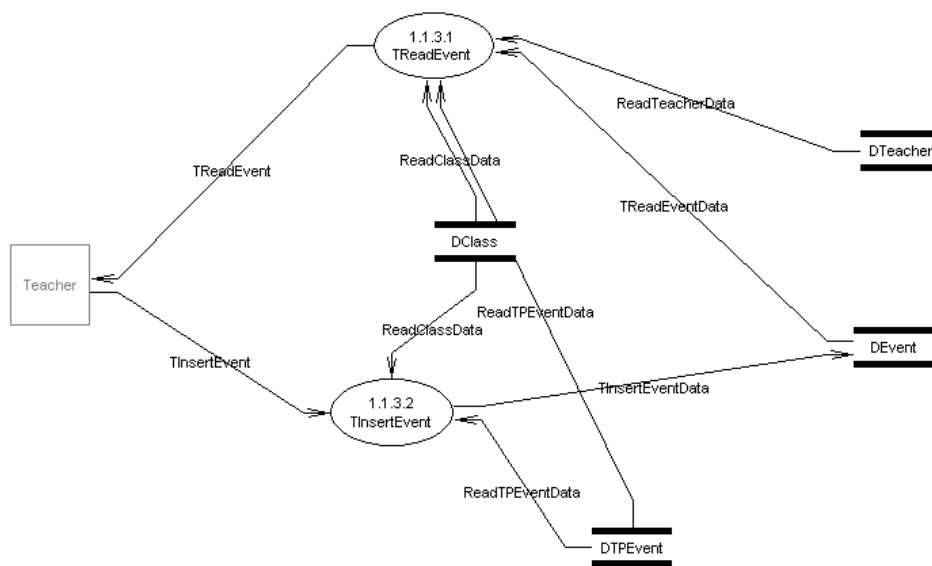 1.1.3.1
TReadEvent
ReadTeacherData
DTeacher
ReadClassData
TReadEvent
TReadEventData
DClass
Teacher
ReadTPEventData
ReadClassData
DEvent
TInsertEvent
TInsertEventData
1.1.3.2
TInsertEvent
ReadTPEventData
DTPEvent